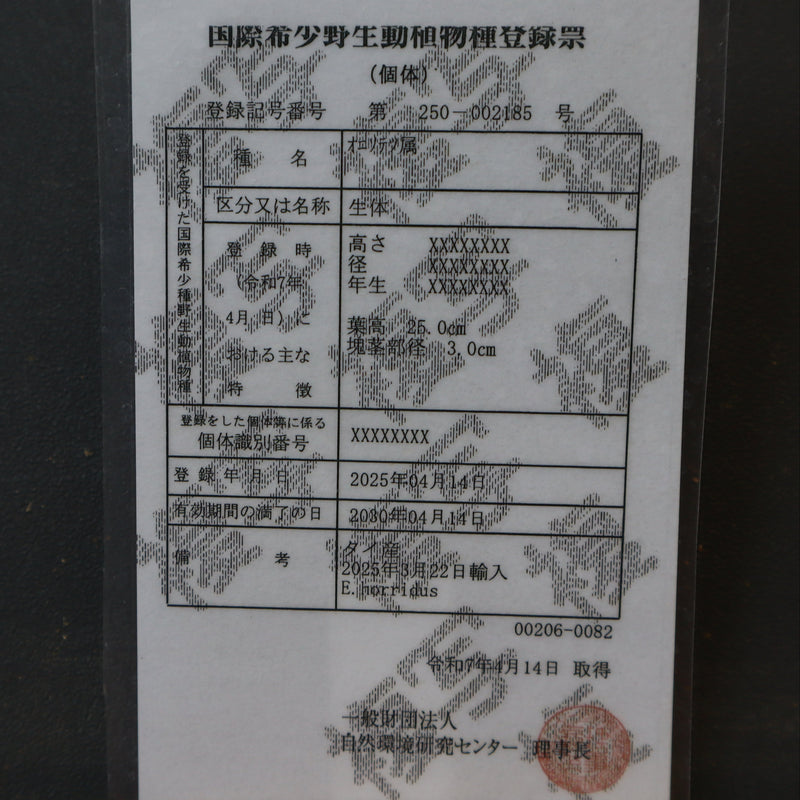 国際希少野生動植物種登録票
(個体)
登録記号番号 第 250-002185 号
登録を受けた国際希少野生動植物種
種名 ｵﾆｿﾃﾂ属
区分又は名称 生体
登録時
(令和7年
4月 日)に
おける主な
特徴
高さ XXXXXXXX
径 XXXXXXXX
年生 XXXXXXXX
葉高 25.0cm
塊茎部径 3.0cm
登録をした個体等に係る
個体識別番号 XXXXXXXX
登録年月日 2025年04月14日
有効期間の満了の日 2030年04月14日
備考
タイ産
2025年3月22日輸入
E.horridus
00206-0082
令和7年4月14日 取得
一般財団法人
自然環境研究センター 理事長